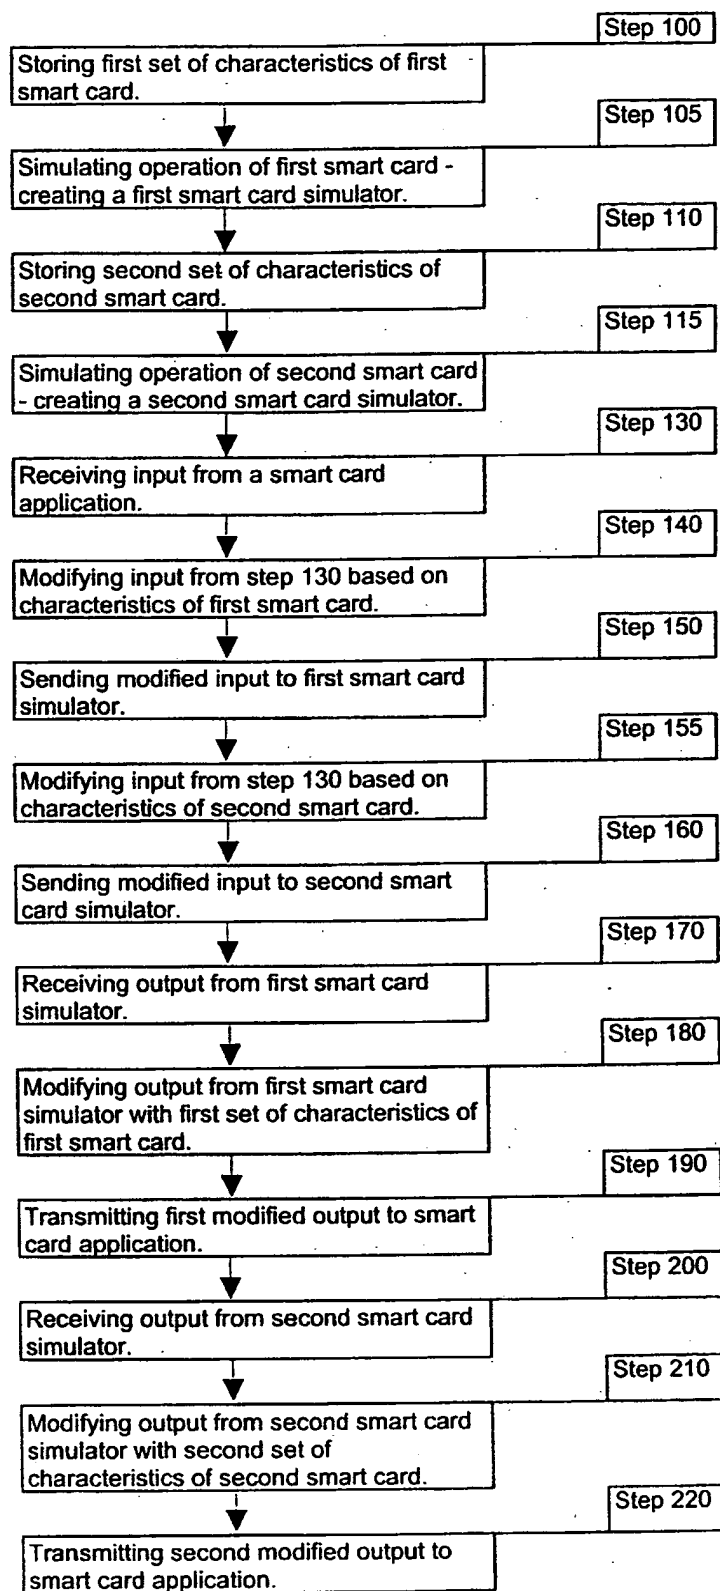 Step 100
Storing first set of characteristics of first
smart card.
Step 105
Simulating operation of first smart card -
creating a first smart card simulator.
Step 110
Storing second set of characteristics of
second smart card.
Step 115
Simulating operation of second smart card
- creating a second smart card simulator.
Step 130
Receiving input from a smart card
application.
Step 140
Modifying input from step 130 based on
characteristics of first smart card.
Step 150
Sending modified input to first smart card
simulator.
Step 155
Modifying input from step 130 based on
characteristics of second smart card.
Step 160
Sending modified input to second smart
card simulator.
Step 170
Receiving output from first smart card
simulator.
Step 180
Modifying output from first smart card
simulator with first set of characteristics of
first smart card.
Step 190
Transmitting first modified output to smart
card application.
Step 200
Receiving output from second smart card
simulator.
Step 210
Modifying output from second smart card
simulator with second set of
characteristics of second smart card.
Step 220
Transmitting second modified output to
smart card application.